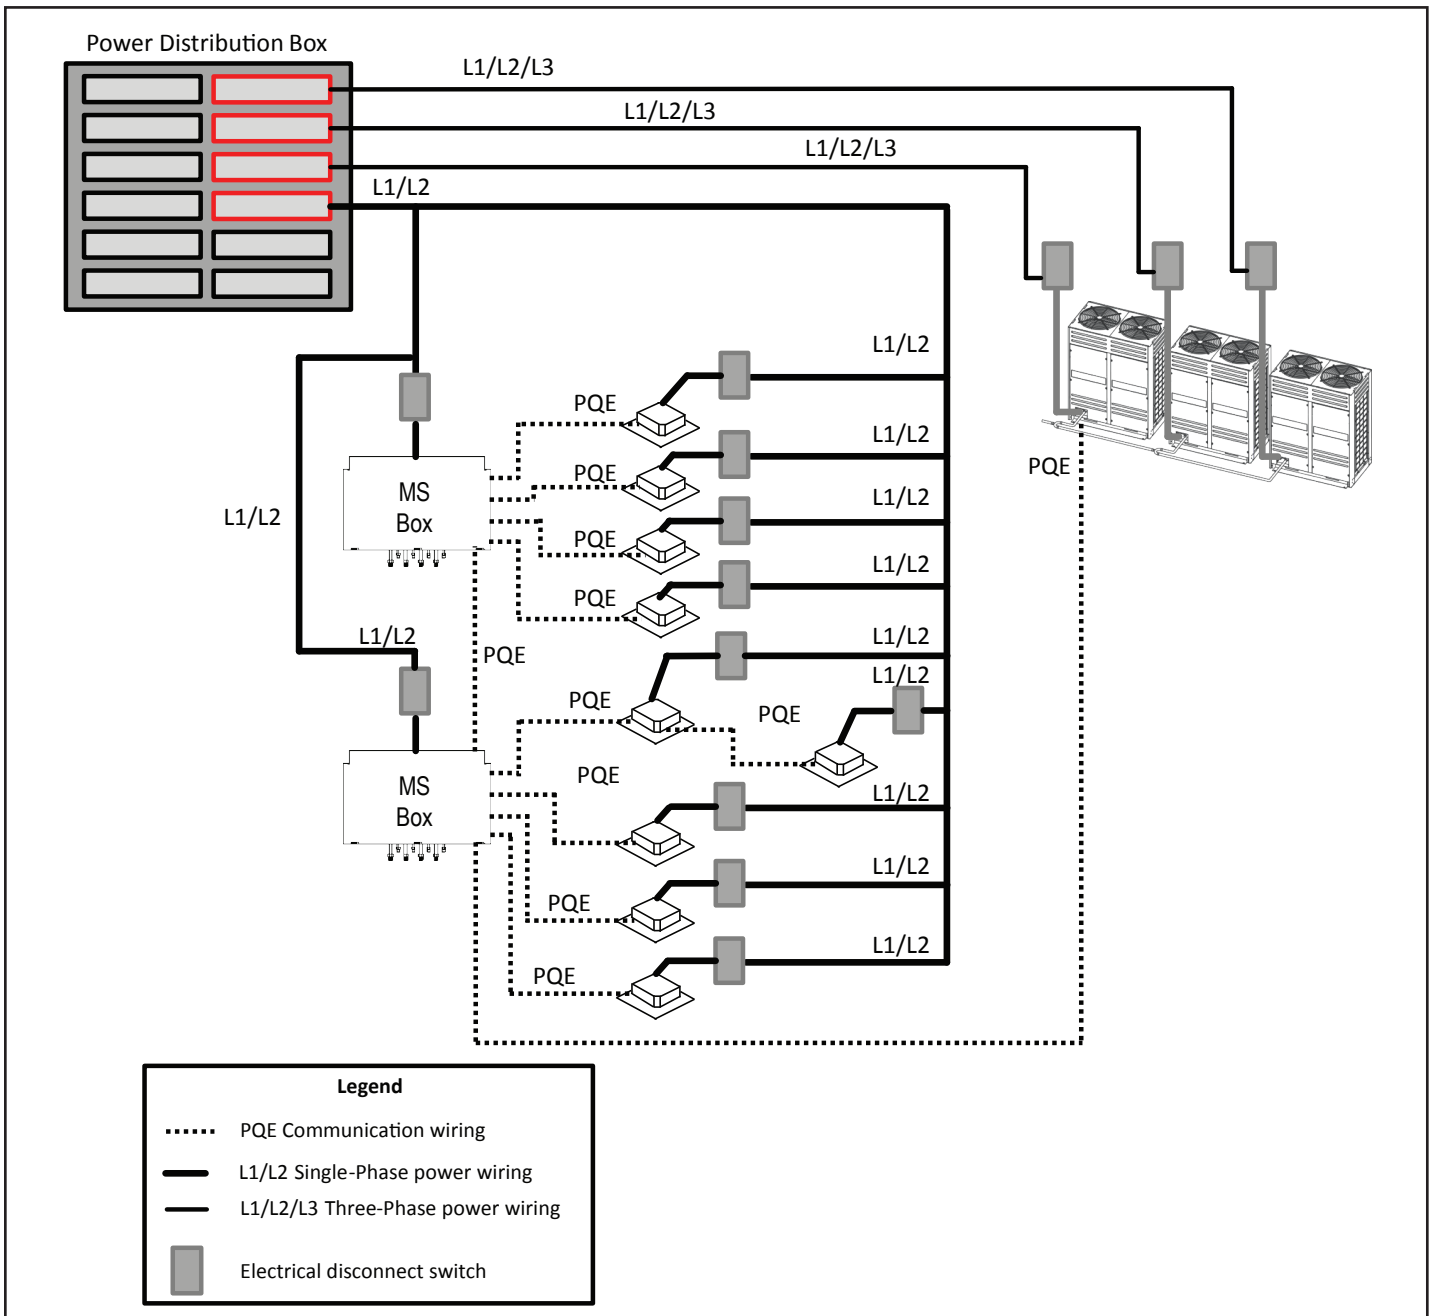 Power Distribution Box
L1/L2/L3
L1/L2/L3
L1/L2/L3
L1/L2
L1/L2
PQE
L1/L2
PQE
PQE
MS
Box
L1/L2
L1/L2
PQE
L1/L2
PQE
L1/L2
L1/L2
PQE
L1/L2
L1/L2
PQE
PQE
PQE
MS
Box
L1/L2
L1/L2
PQE
L1/L2
PQE
Legend
PQE Communication wiring
L1/L2 Single-Phase power wiring
L1/L2/L3 Three-Phase power wiring
Electrical disconnect switch